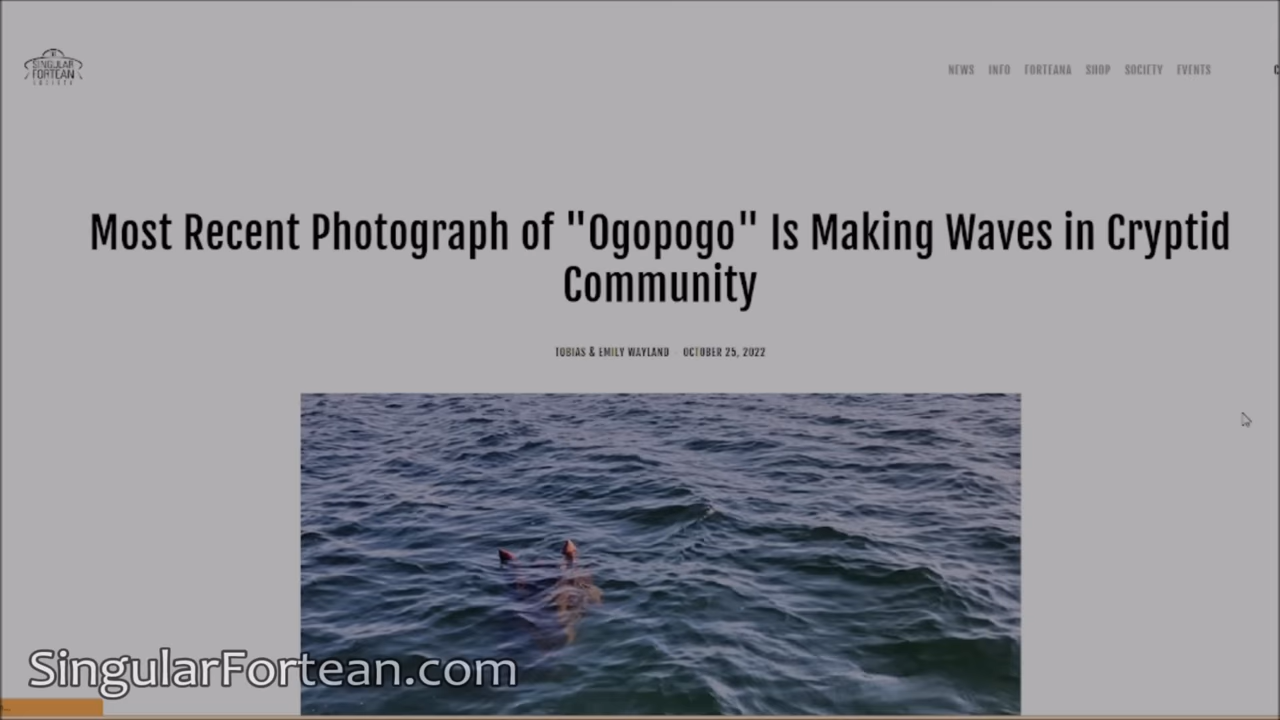 SINGULAR
FORTEAN
SOCIETY
NEWS INFO FORTEANA SHOP SOCIETY EVENTS
Most Recent Photograph of "Ogopogo" Is Making Waves in Cryptid
Community
TOBIAS & EMILY WAYLAND · OCTOBER 25, 2022
SingularFortean.com